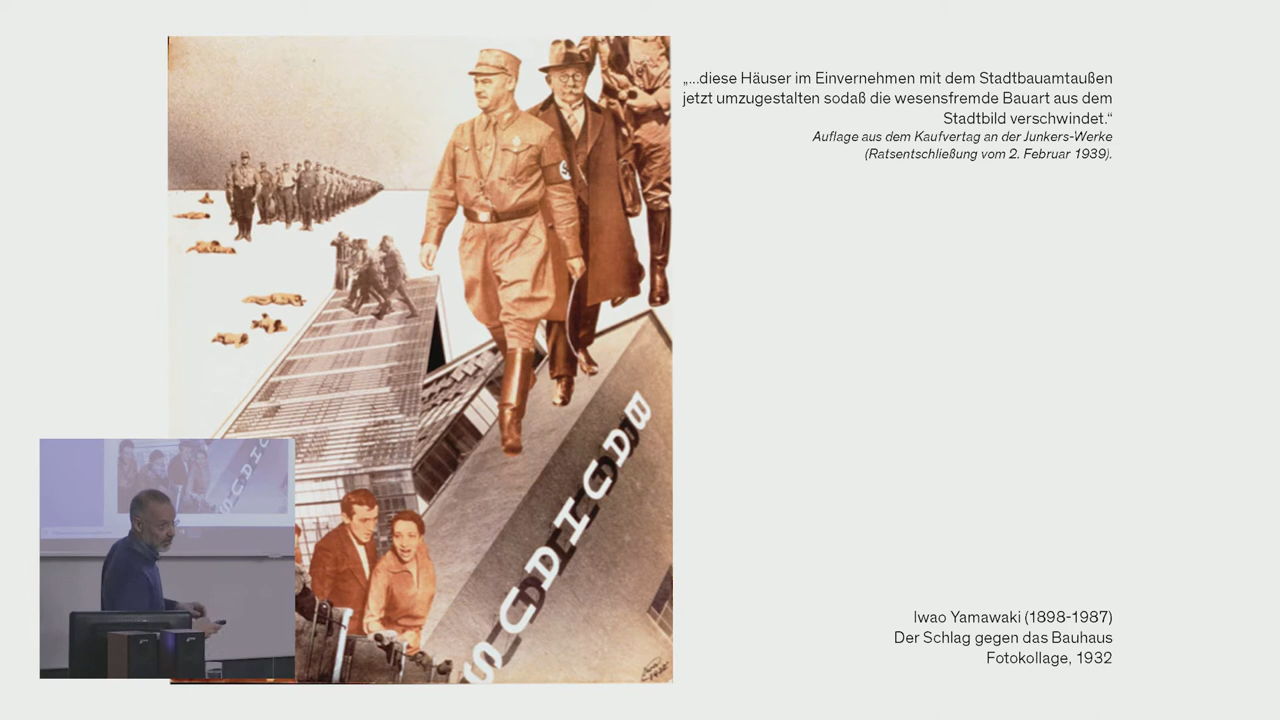 „...diese Häuser im Einvernehmen mit dem Stadtbauamtaußen
jetzt umzugestalten sodaß die wesensfremde Bauart aus dem
Stadtbild verschwindet.“
Auflage aus dem Kaufvertag an der Junkers-Werke
(Ratsentschließung vom 2. Februar 1939).
Iwao Yamawaki (1898-1987)
Der Schlag gegen das Bauhaus
Fotokollage, 1932